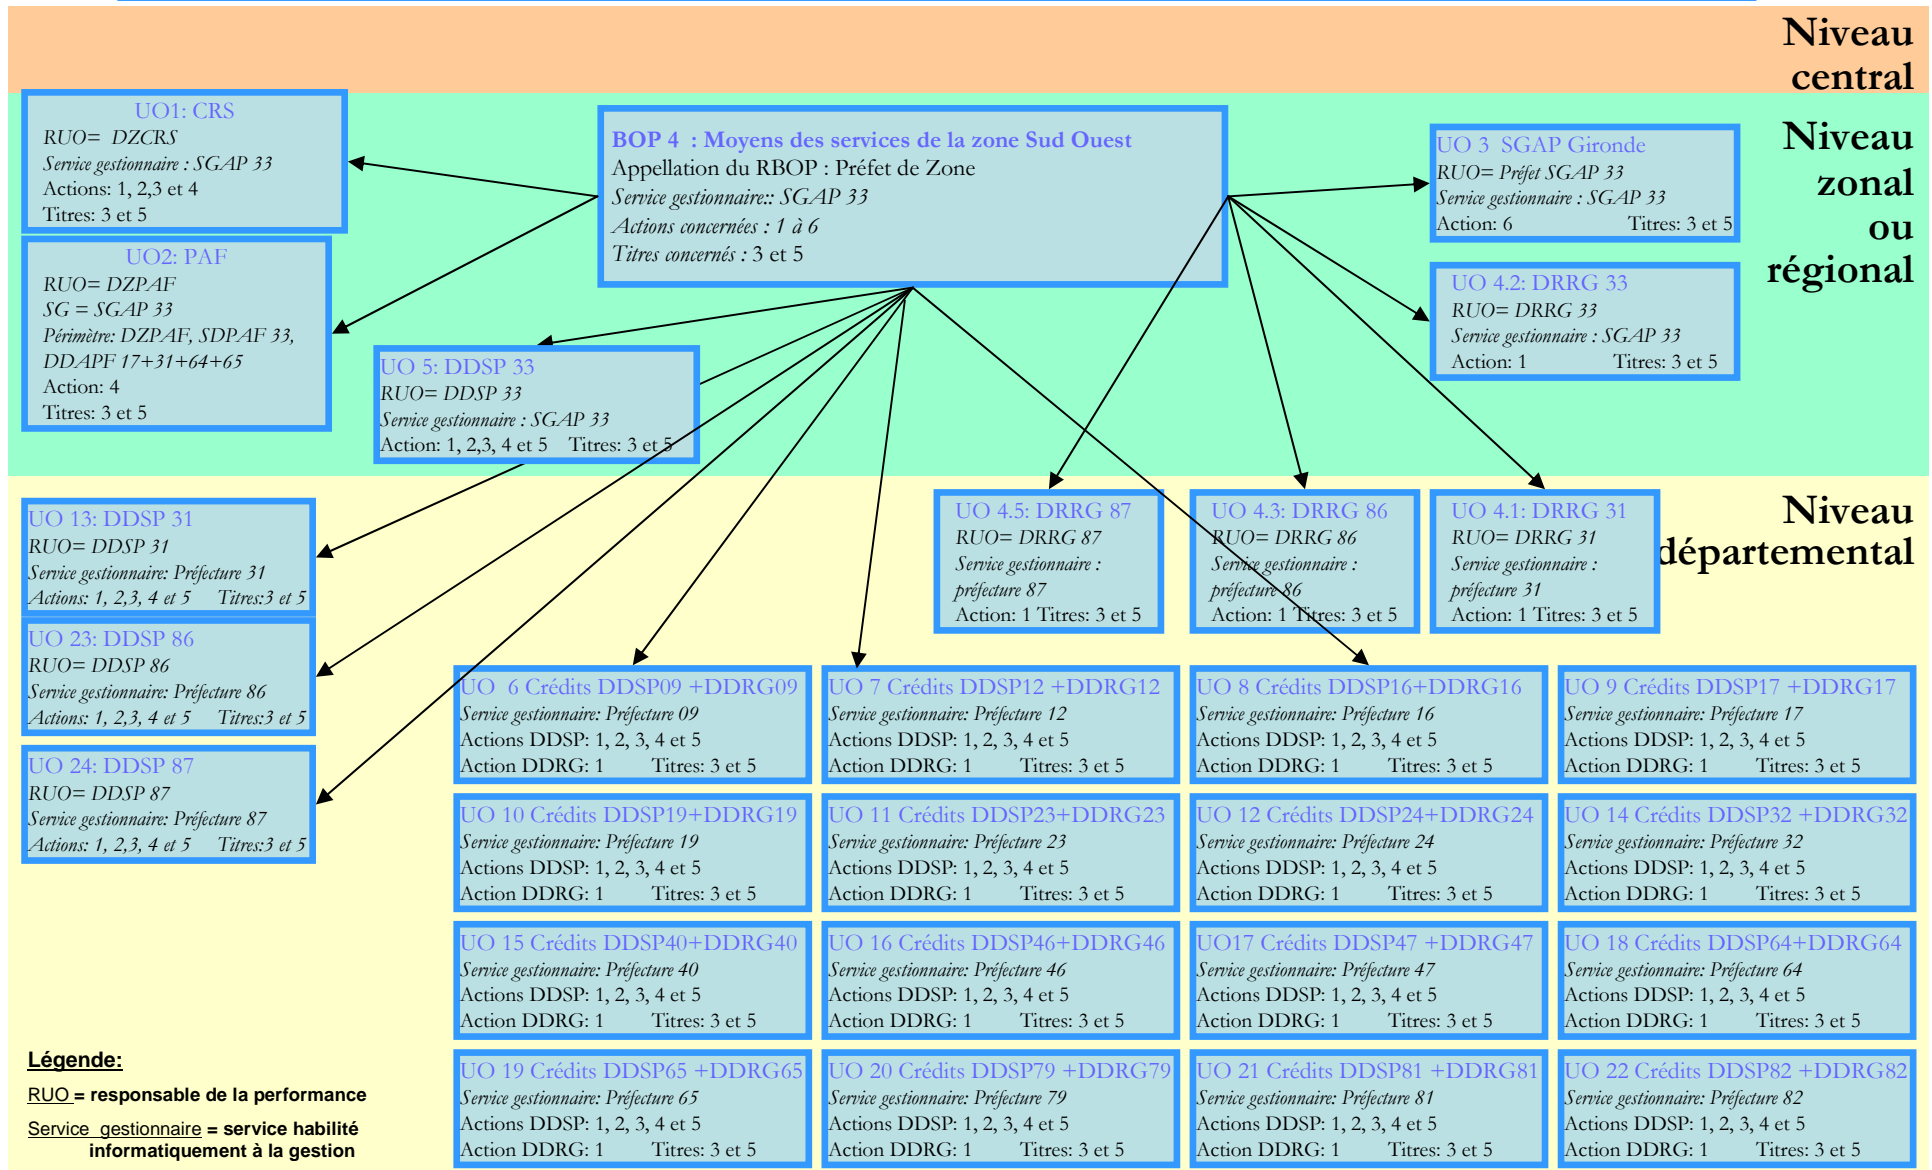 Niveau
central
UO1: CRS
RUO= DZCRS
Service gestionnaire : SGAP 33
Actions: 1, 2,3 et 4
Titres: 3 et 5
BOP 4 : Moyens des services de la zone Sud Ouest
Appellation du RBOP : Préfet de Zone
Service gestionnaire:: SGAP 33
Actions concernées : 1 à 6
Titres concernés : 3 et 5
UO 3 SGAP Gironde
RUO= Préfet SGAP 33
Service gestionnaire : SGAP 33
Action: 6 Titres: 3 et 5
Niveau
zonal
ou
régional
UO2: PAF
RUO= DZPAF
SG = SGAP 33
Périmètre: DZPAF, SDPAF 33,
DDAPF 17+31+64+65
Action: 4
Titres: 3 et 5
UO 4.2: DRRG 33
RUO= DRRG 33
Service gestionnaire : SGAP 33
Action: 1 Titres: 3 et 5
UO 5: DDSP 33
RUO= DDSP 33
Service gestionnaire : SGAP 33
Action: 1, 2,3, 4 et 5 Titres: 3 et 5
Niveau
départemental
UO 13: DDSP 31
RUO= DDSP 31
Service gestionnaire: Préfecture 31
Actions: 1, 2,3, 4 et 5 Titres:3 et 5
UO 4.5: DRRG 87
RUO= DRRG 87
Service gestionnaire :
préfecture 87
Action: 1 Titres: 3 et 5
UO 4.3: DRRG 86
RUO= DRRG 86
Service gestionnaire :
préfecture 86
Action: 1 Titres: 3 et 5
UO 4.1: DRRG 31
RUO= DRRG 31
Service gestionnaire :
préfecture 31
Action: 1 Titres: 3 et 5
UO 23: DDSP 86
RUO= DDSP 86
Service gestionnaire: Préfecture 86
Actions: 1, 2,3, 4 et 5 Titres:3 et 5
UO 24: DDSP 87
RUO= DDSP 87
Service gestionnaire: Préfecture 87
Actions: 1, 2,3, 4 et 5 Titres:3 et 5
UO 6 Crédits DDSP09 +DDRG09
Service gestionnaire: Préfecture 09
Actions DDSP: 1, 2, 3, 4 et 5
Action DDRG: 1 Titres: 3 et 5
UO 7 Crédits DDSP12 +DDRG12
Service gestionnaire: Préfecture 12
Actions DDSP: 1, 2, 3, 4 et 5
Action DDRG: 1 Titres: 3 et 5
UO 8 Crédits DDSP16+DDRG16
Service gestionnaire: Préfecture 16
Actions DDSP: 1, 2, 3, 4 et 5
Action DDRG: 1 Titres: 3 et 5
UO 9 Crédits DDSP17 +DDRG17
Service gestionnaire: Préfecture 17
Actions DDSP: 1, 2, 3, 4 et 5
Action DDRG: 1 Titres: 3 et 5
UO 10 Crédits DDSP19+DDRG19
Service gestionnaire: Préfecture 19
Actions DDSP: 1, 2, 3, 4 et 5
Action DDRG: 1 Titres: 3 et 5
UO 11 Crédits DDSP23+DDRG23
Service gestionnaire: Préfecture 23
Actions DDSP: 1, 2, 3, 4 et 5
Action DDRG: 1 Titres: 3 et 5
UO 12 Crédits DDSP24+DDRG24
Service gestionnaire: Préfecture 24
Actions DDSP: 1, 2, 3, 4 et 5
Action DDRG: 1 Titres: 3 et 5
UO 14 Crédits DDSP32 +DDRG32
Service gestionnaire: Préfecture 32
Actions DDSP: 1, 2, 3, 4 et 5
Action DDRG: 1 Titres: 3 et 5
UO 15 Crédits DDSP40+DDRG40
Service gestionnaire: Préfecture 40
Actions DDSP: 1, 2, 3, 4 et 5
Action DDRG: 1 Titres: 3 et 5
UO 16 Crédits DDSP46+DDRG46
Service gestionnaire: Préfecture 46
Actions DDSP: 1, 2, 3, 4 et 5
Action DDRG: 1 Titres: 3 et 5
UO17 Crédits DDSP47 +DDRG47
Service gestionnaire: Préfecture 47
Actions DDSP: 1, 2, 3, 4 et 5
Action DDRG: 1 Titres: 3 et 5
UO 18 Crédits DDSP64+DDRG64
Service gestionnaire: Préfecture 64
Actions DDSP: 1, 2, 3, 4 et 5
Action DDRG: 1 Titres: 3 et 5
UO 19 Crédits DDSP65 +DDRG65
Service gestionnaire: Préfecture 65
Actions DDSP: 1, 2, 3, 4 et 5
Action DDRG: 1 Titres: 3 et 5
UO 20 Crédits DDSP79 +DDRG79
Service gestionnaire: Préfecture 79
Actions DDSP: 1, 2, 3, 4 et 5
Action DDRG: 1 Titres: 3 et 5
UO 21 Crédits DDSP81 +DDRG81
Service gestionnaire: Préfecture 81
Actions DDSP: 1, 2, 3, 4 et 5
Action DDRG: 1 Titres: 3 et 5
UO 22 Crédits DDSP82 +DDRG82
Service gestionnaire: Préfecture 82
Actions DDSP: 1, 2, 3, 4 et 5
Action DDRG: 1 Titres: 3 et 5
Légende:
RUO = responsable de la performance
Service gestionnaire = service habilité
informatiquement à la gestion